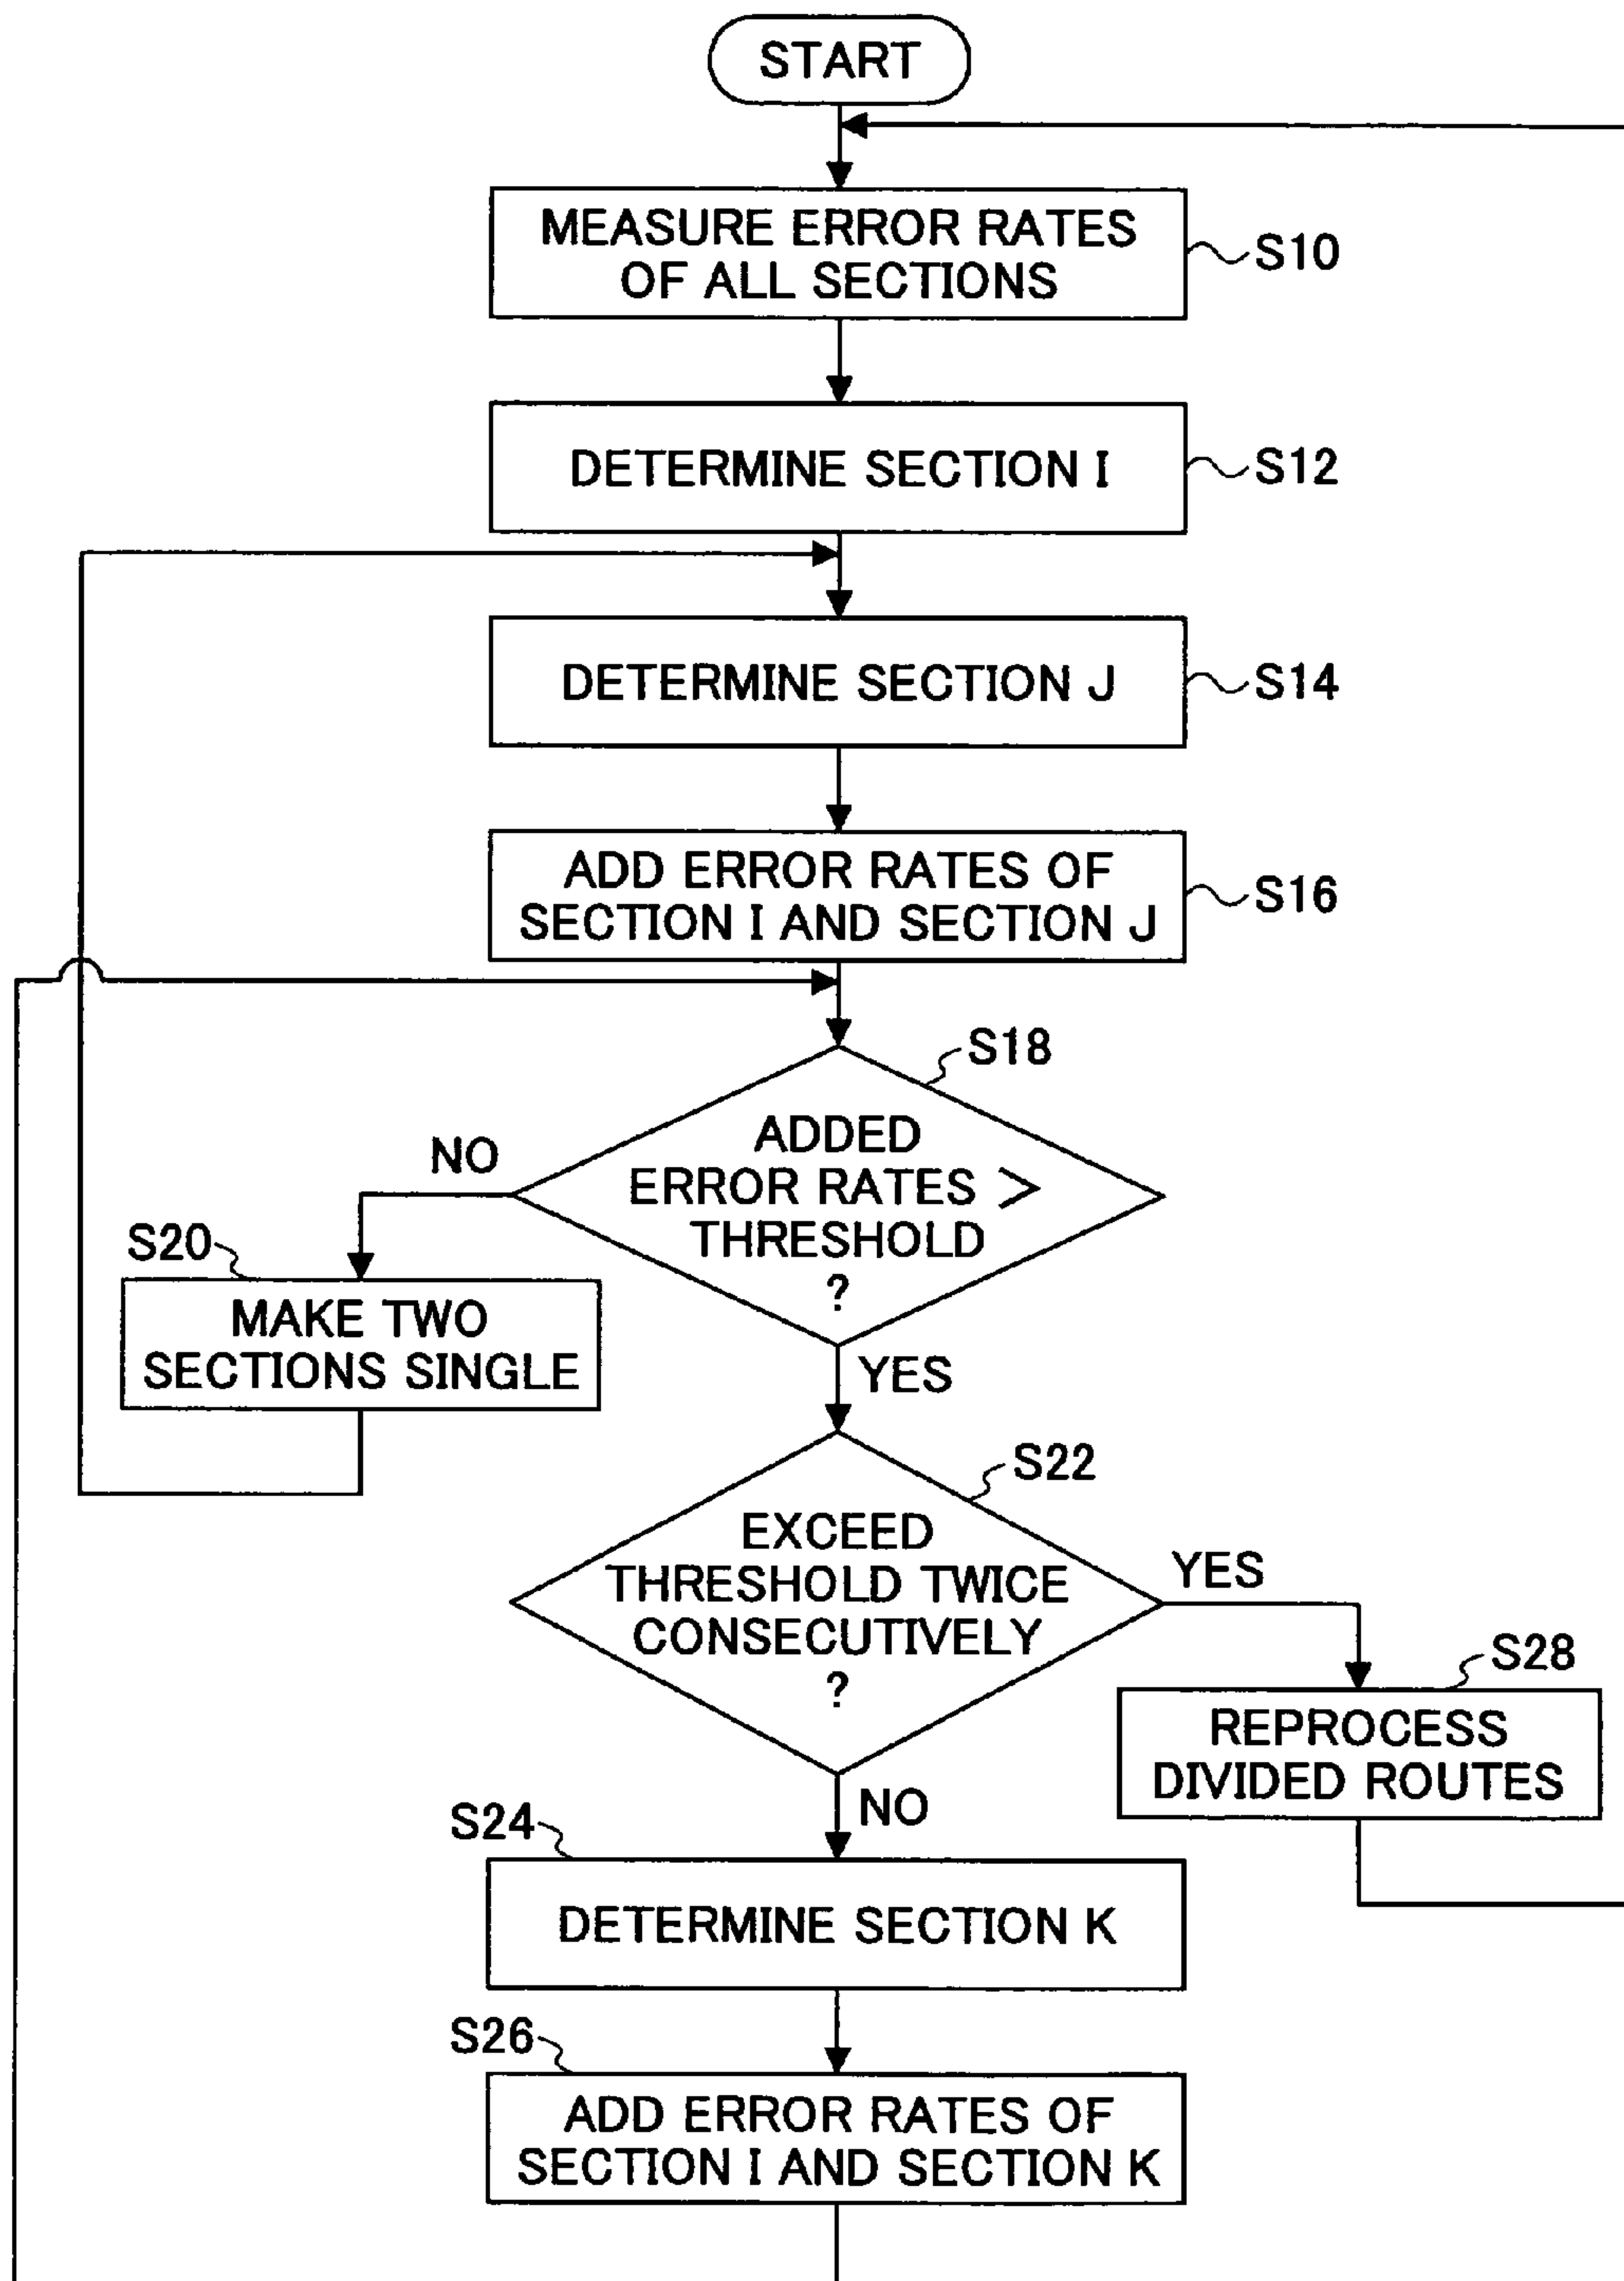 START
MEASURE ERROR RATES
OF ALL SECTIONS
S10
DETERMINE SECTION I
S12
DETERMINE SECTION J
S14
ADD ERROR RATES OF
SECTION I AND SECTION J
S16
S18
ADDED
ERROR RATES >
THRESHOLD
?
NO
S20
MAKE TWO
SECTIONS SINGLE
YES
S22
EXCEED
THRESHOLD TWICE
CONSECUTIVELY
?
YES
S28
REPROCESS
DIVIDED ROUTES
NO
S24
DETERMINE SECTION K
S26
ADD ERROR RATES OF
SECTION I AND SECTION K